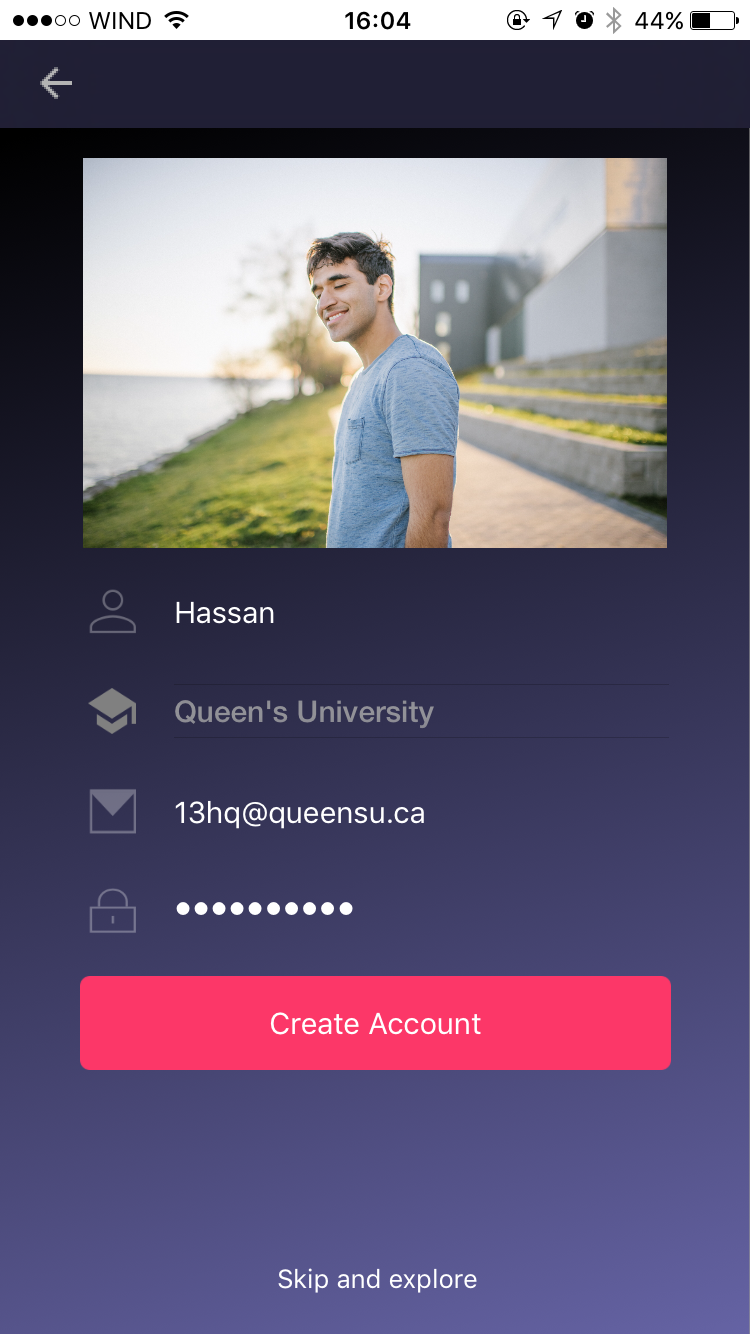 WIND 16:04 44%
Hassan
Queen's University
13hq@queensu.ca
••••••••••
Create Account
Skip and explore